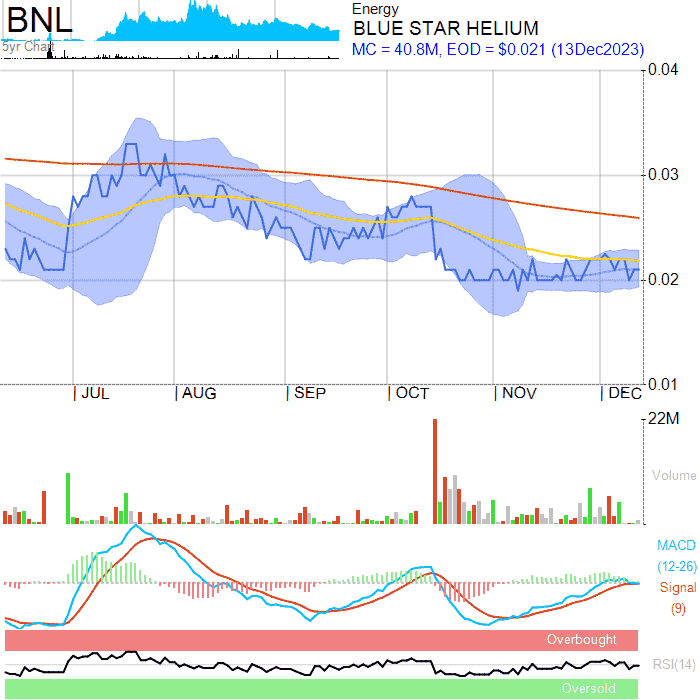 BNL
5yr Chart
Energy
BLUE STAR HELIUM
MC = 40.8M, EOD = $0.021 (13Dec2023)
0.04
0.03
0.02
0.01
JUL
AUG
SEP
OCT
NOV
DEC
22M
Volume
MACD
(12-26)
Signal
(9)
Overbought
RSI(14)
Oversold